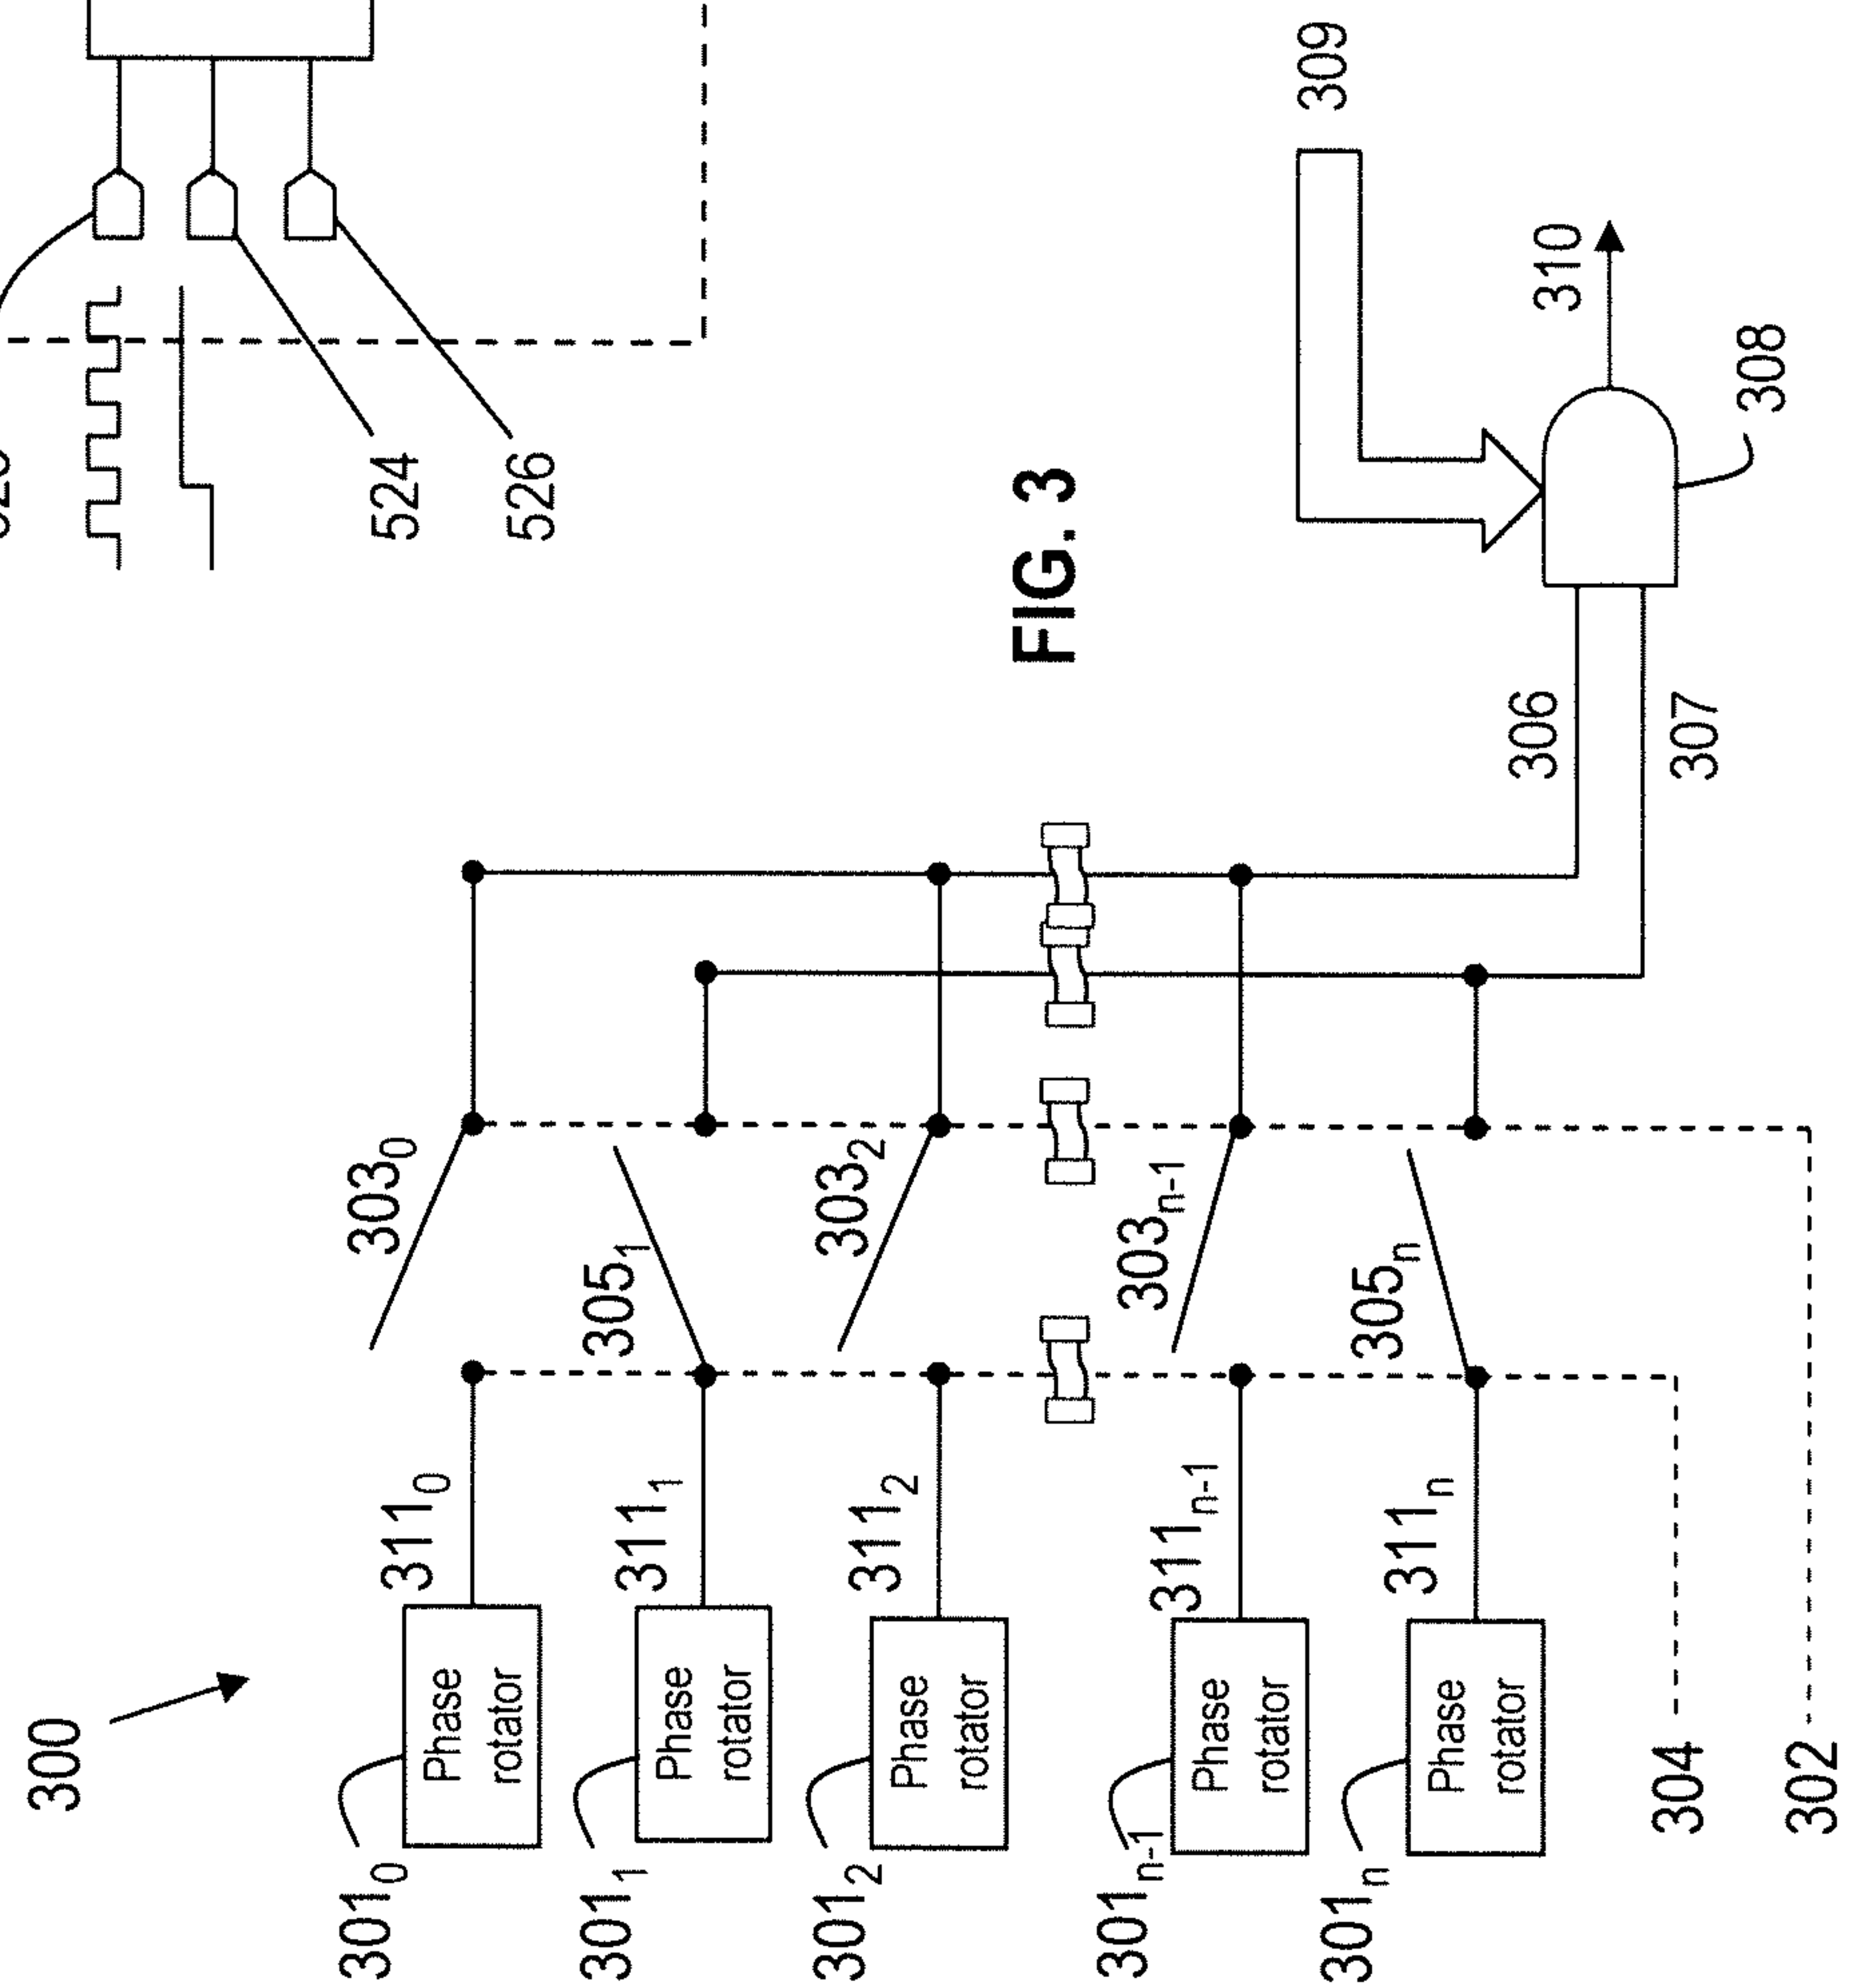 524
526
FIG. 3
300
301₀
Phase
rotator
311₀
303₀
301₁
Phase
rotator
311₁
305₁
301₂
Phase
rotator
311₂
303₂
301ₙ₋₁
Phase
rotator
311ₙ₋₁
303ₙ₋₁
301ₙ
Phase
rotator
311ₙ
305ₙ
304
302
306
307
308
309
310